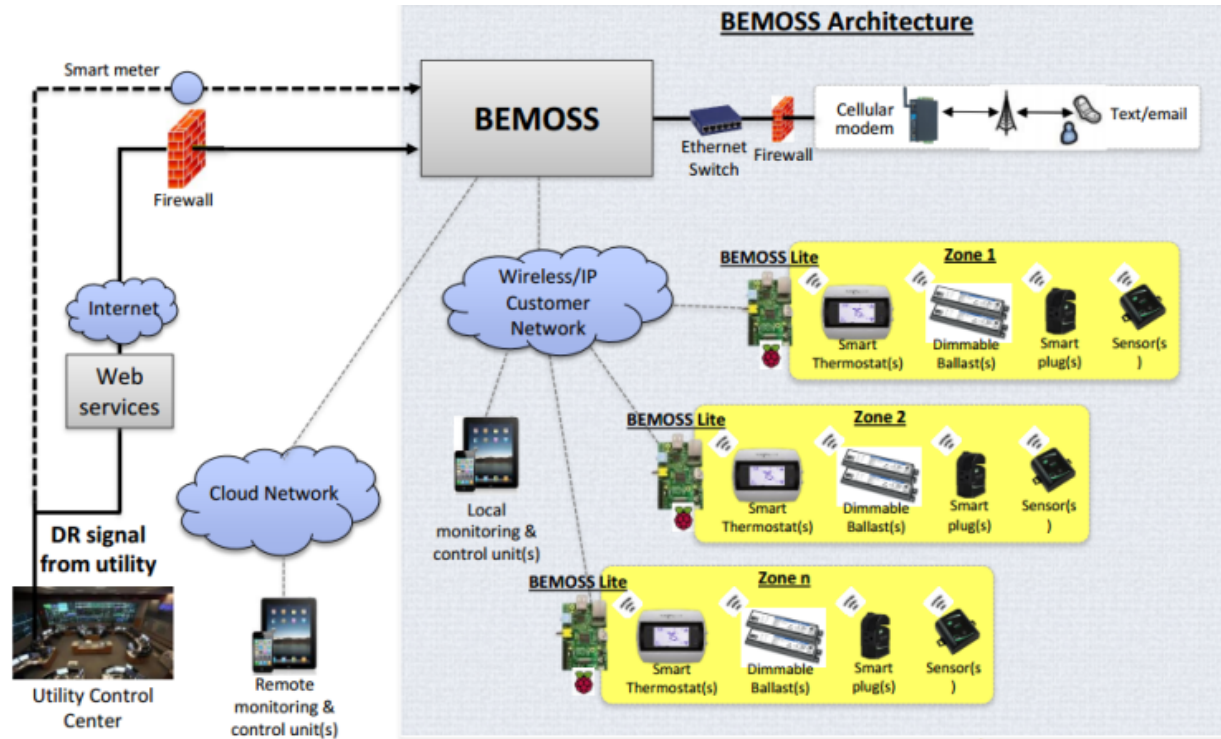 BEMOSS Architecture
Smart meter
BEMOSS
Cellular
modem
Text/email
Ethernet
Switch
Firewall
Firewall
Internet
Web
services
Wireless/IP
Customer
Network
BEMOSS Lite
Zone 1
Smart
Thermostat(s)
Dimmable
Ballast(s)
Smart
plug(s)
Sensor(s
)
BEMOSS Lite
Zone 2
Smart
Thermostat(s)
Dimmable
Ballast(s)
Smart
plug(s)
Sensor(s
)
Cloud Network
Local
monitoring &
control unit(s)
DR signal
from utility
BEMOSS Lite
Zone n
Smart
Thermostat(s)
Dimmable
Ballast(s)
Smart
plug(s)
Sensor(s
)
Utility Control
Center
Remote
monitoring &
control unit(s)